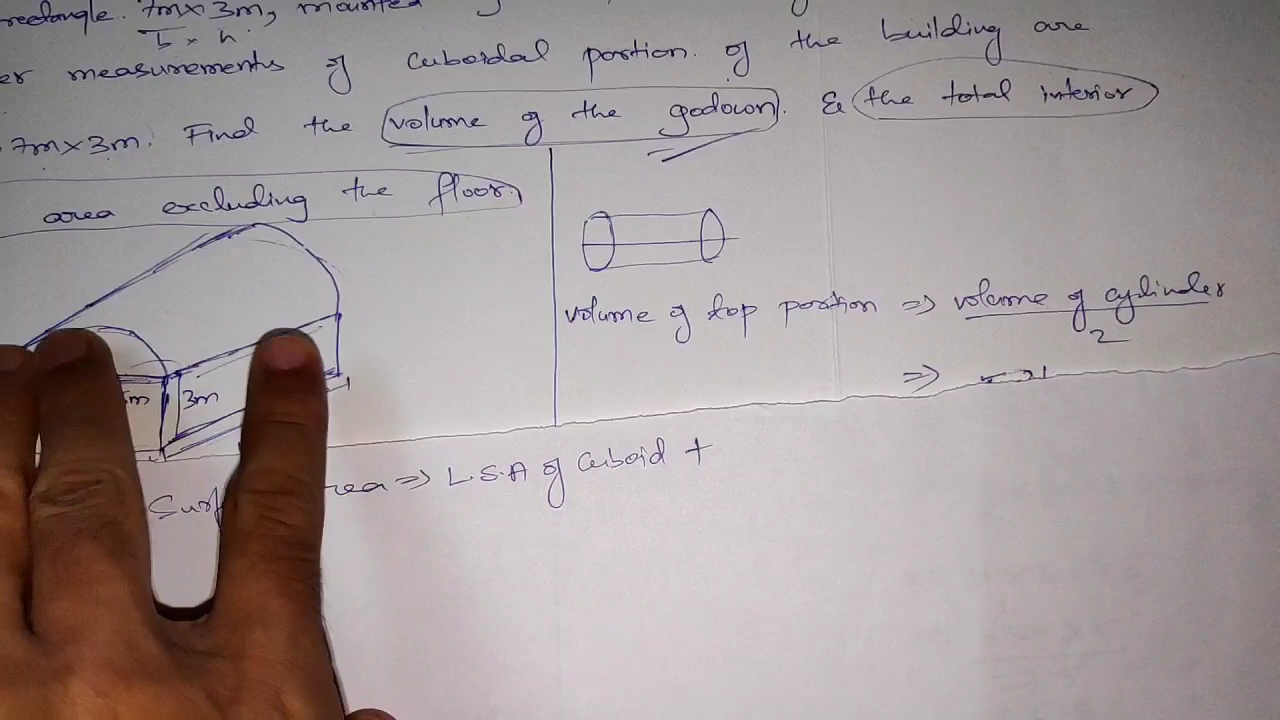 rectangle. 7m×3m, mounted
b × h.
er measurements of cuboidal portion of the building are
7m×3m. Find the volume of the godown. & the total interior
area excluding the floor.
volume of top portion => volume of cylinder
2
=>
m 3m
Surf rea => L.S.A of cuboid +